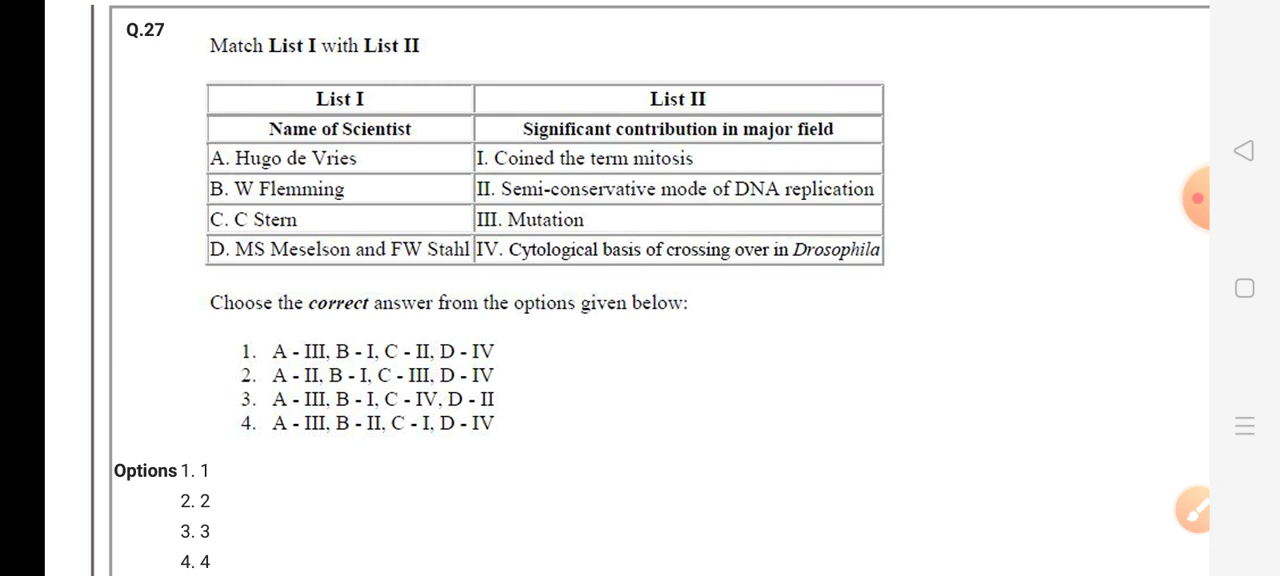 Q.27
Match List I with List II
List I List II
Name of Scientist Significant contribution in major field
A. Hugo de Vries I. Coined the term mitosis
B. W Flemming II. Semi-conservative mode of DNA replication
C. C Stern III. Mutation
D. MS Meselson and FW Stahl IV. Cytological basis of crossing over in Drosophila
Choose the correct answer from the options given below:
1. A - III, B - I, C - II, D - IV
2. A - II, B - I, C - III, D - IV
3. A - III, B - I, C - IV, D - II
4. A - III, B - II, C - I, D - IV
Options 1. 1
2. 2
3. 3
4. 4